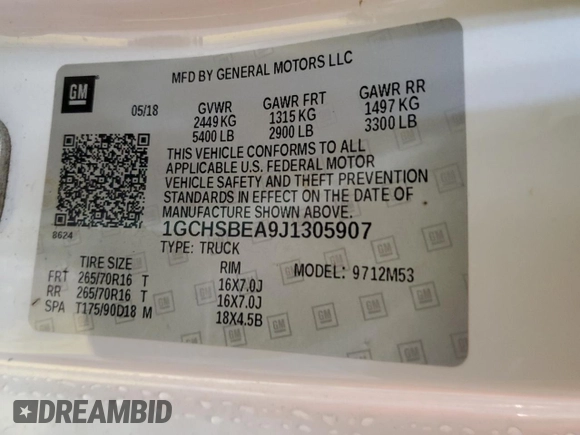 MFD BY GENERAL MOTORS LLC
GM
05/18 GVWR GAWR FRT GAWR RR
2449 KG 1315 KG 1497 KG
5400 LB 2900 LB 3300 LB
THIS VEHICLE CONFORMS TO ALL
APPLICABLE U.S. FEDERAL MOTOR
VEHICLE SAFETY AND THEFT PREVENTION
STANDARDS IN EFFECT ON THE DATE OF
MANUFACTURE SHOWN ABOVE.
8624
1GCHSBEA9J1305907
TYPE: TRUCK
TIRE SIZE RIM MODEL: 9712M53
FRT 265/70R16 T 16X7.0J
RR 265/70R16 T 16X7.0J
SPA T175/90D18 M 18X4.5B
GM
GM
GM
DREAMBID